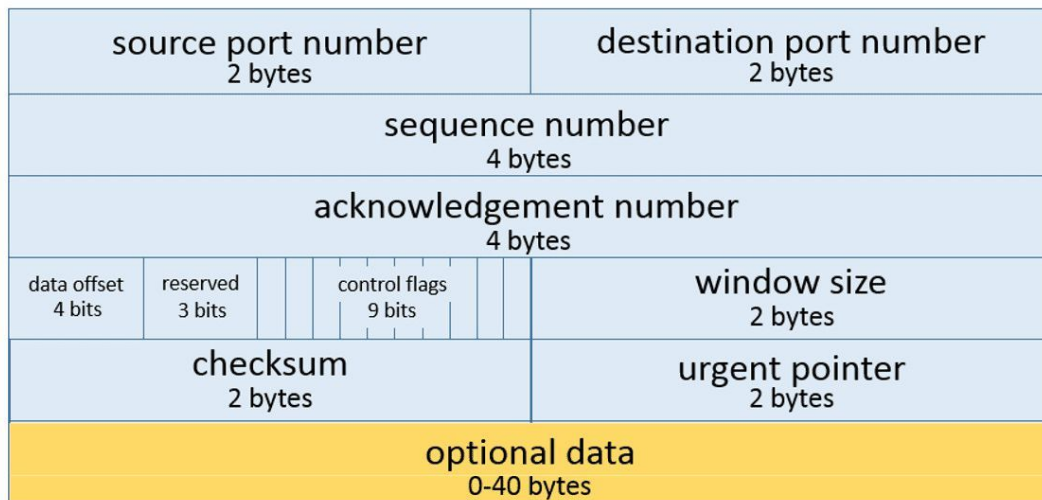 source port number
2 bytes
destination port number
2 bytes
sequence number
4 bytes
acknowledgement number
4 bytes
data offset
4 bits
reserved
3 bits
control flags
9 bits
window size
2 bytes
checksum
2 bytes
urgent pointer
2 bytes
optional data
0-40 bytes